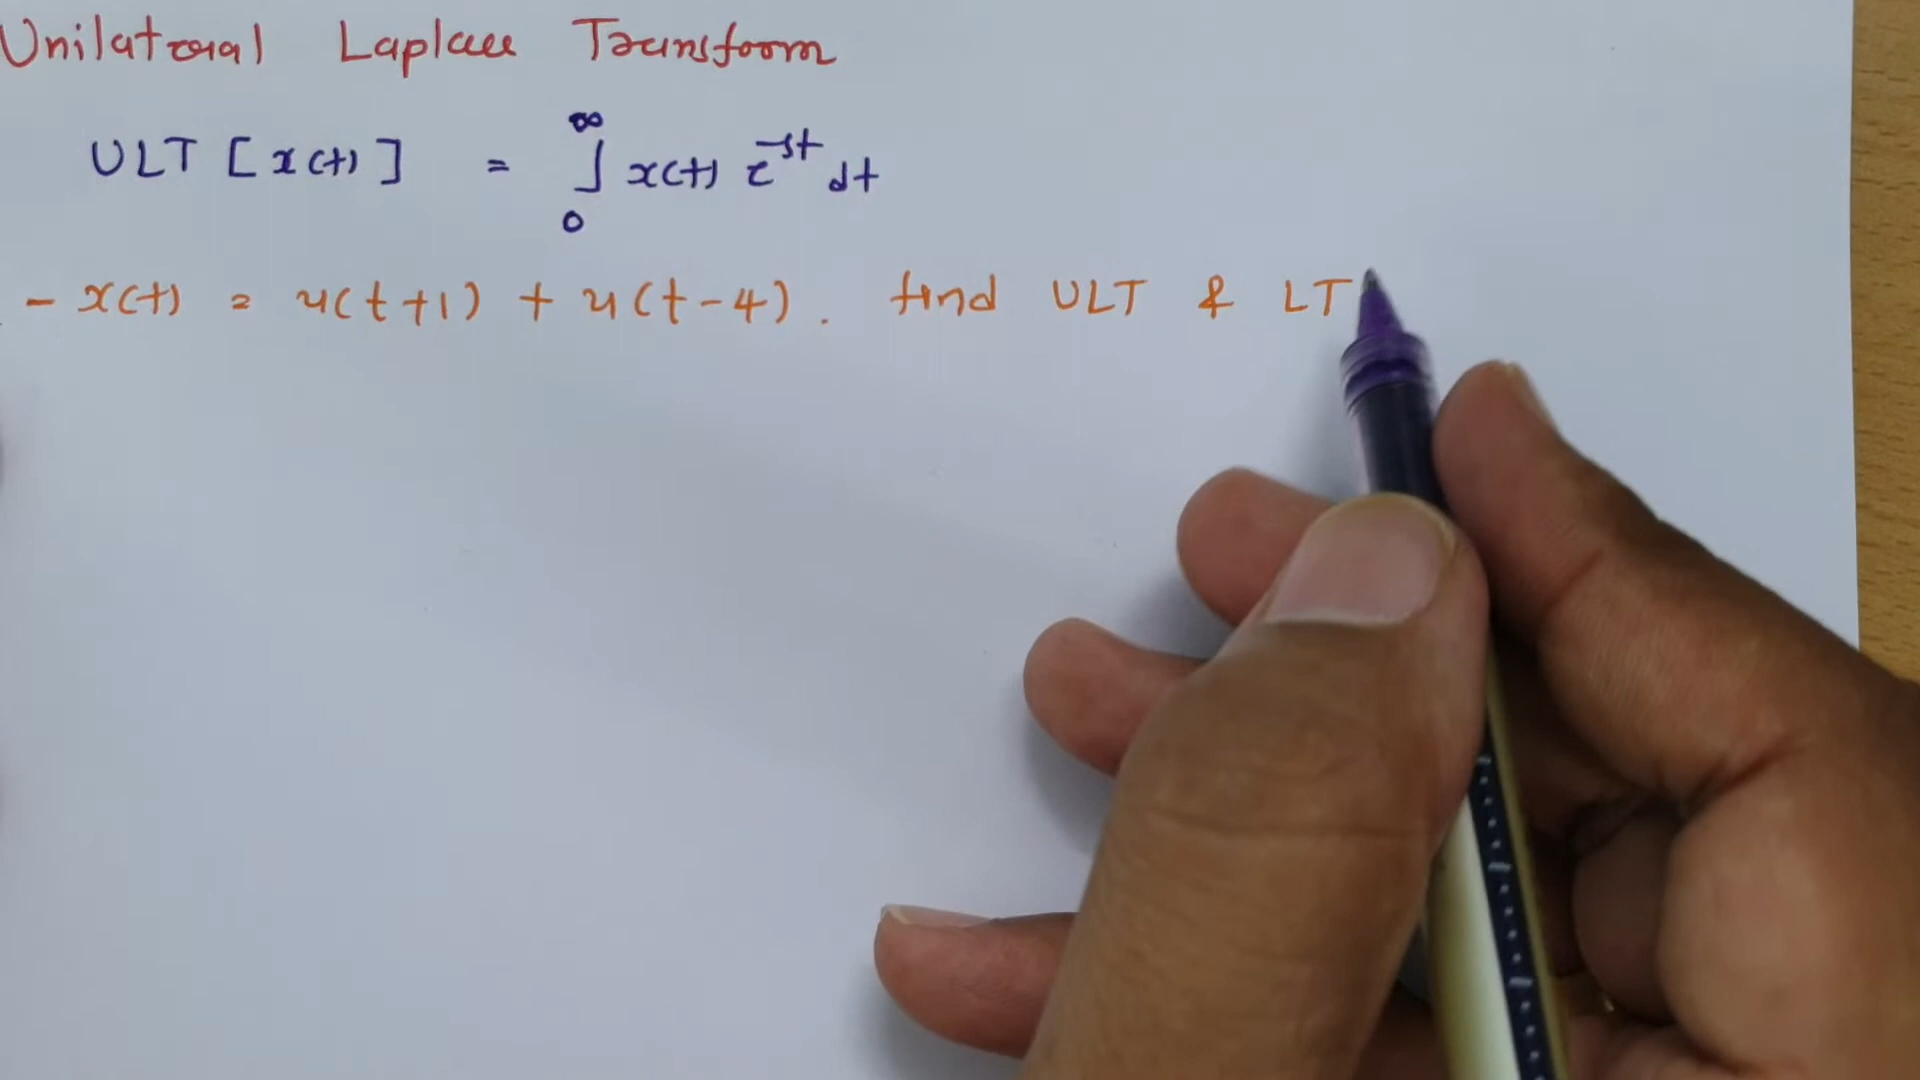 Unilateral Laplace Transform
ULT [x(t)] = ∫₀^∞ x(t) e^-st dt
- x(t) = u(t+1) + u(t-4). find ULT & LT